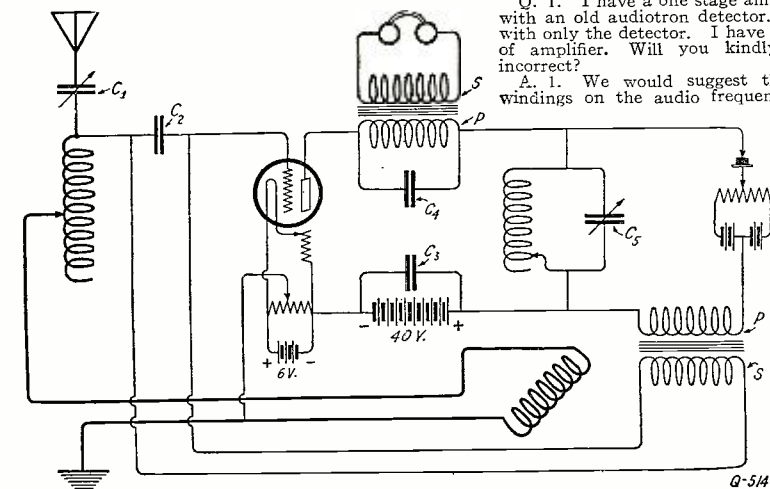 Q. 1. I have a one stage am
with an old audiotron detector.
with only the detector. I have
of amplifier. Will you kindly
incorrect?
A. 1. We would suggest t
windings on the audio frequen
C1
C2
S
P
C4
C5
C3
- +
40 V.
+ -
6V.
P
S
Q-514